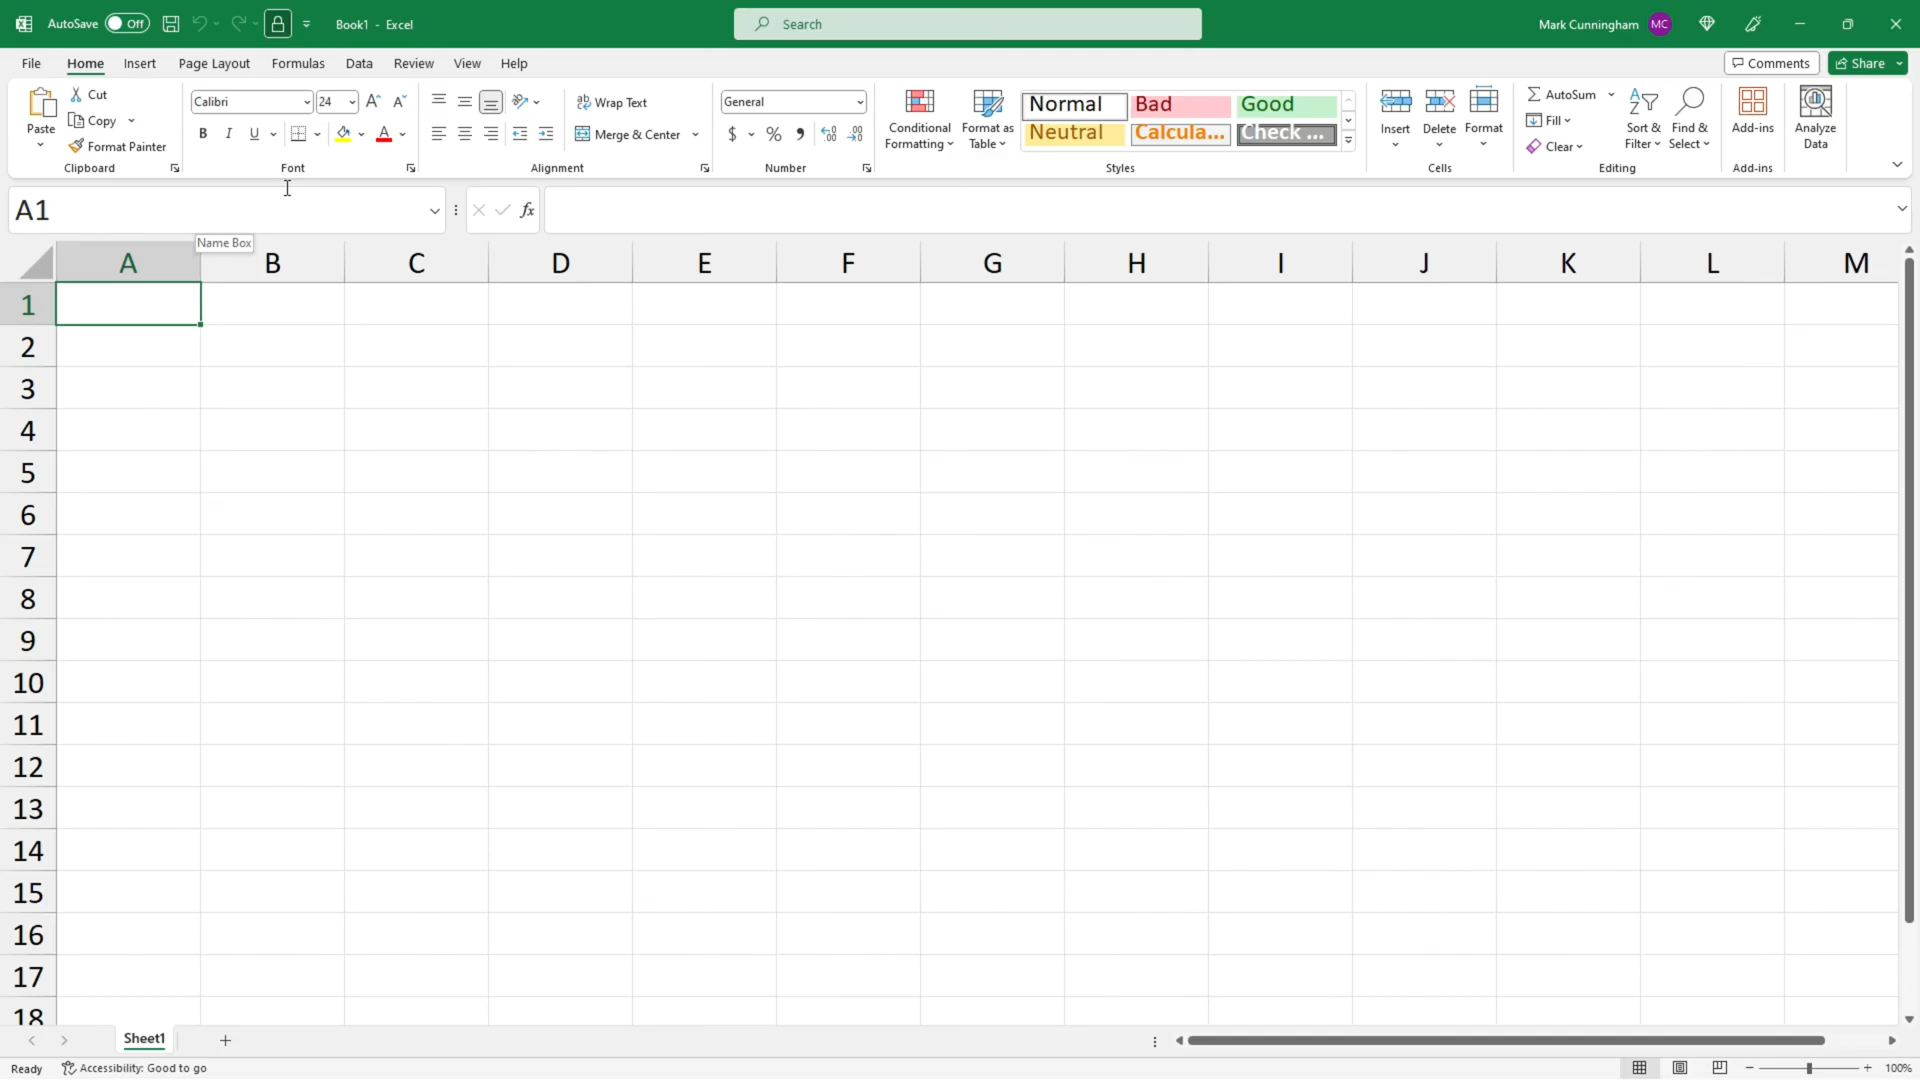 AutoSave Off Book1 - Excel Search Mark Cunningham MC
File Home Insert Page Layout Formulas Data Review View Help Comments Share
Paste
Cut
Copy
Format Painter
Clipboard
Calibri 24
B I U A
Font
ab Wrap Text
Merge & Center
Alignment
General
$ % ,
Number
Conditional
Formatting
Format as
Table
Normal Bad Good
Neutral Calcula... Check ...
Styles
Insert Delete Format
Cells
AutoSum
Fill
Clear
Sort &
Filter
Find &
Select
Editing
Add-ins
Add-ins
Analyze
Data
A1 fx
Name Box
A B C D E F G H I J K L M
1
2
3
4
5
6
7
8
9
10
11
12
13
14
15
16
17
18
Sheet1 +
Ready Accessibility: Good to go 100%